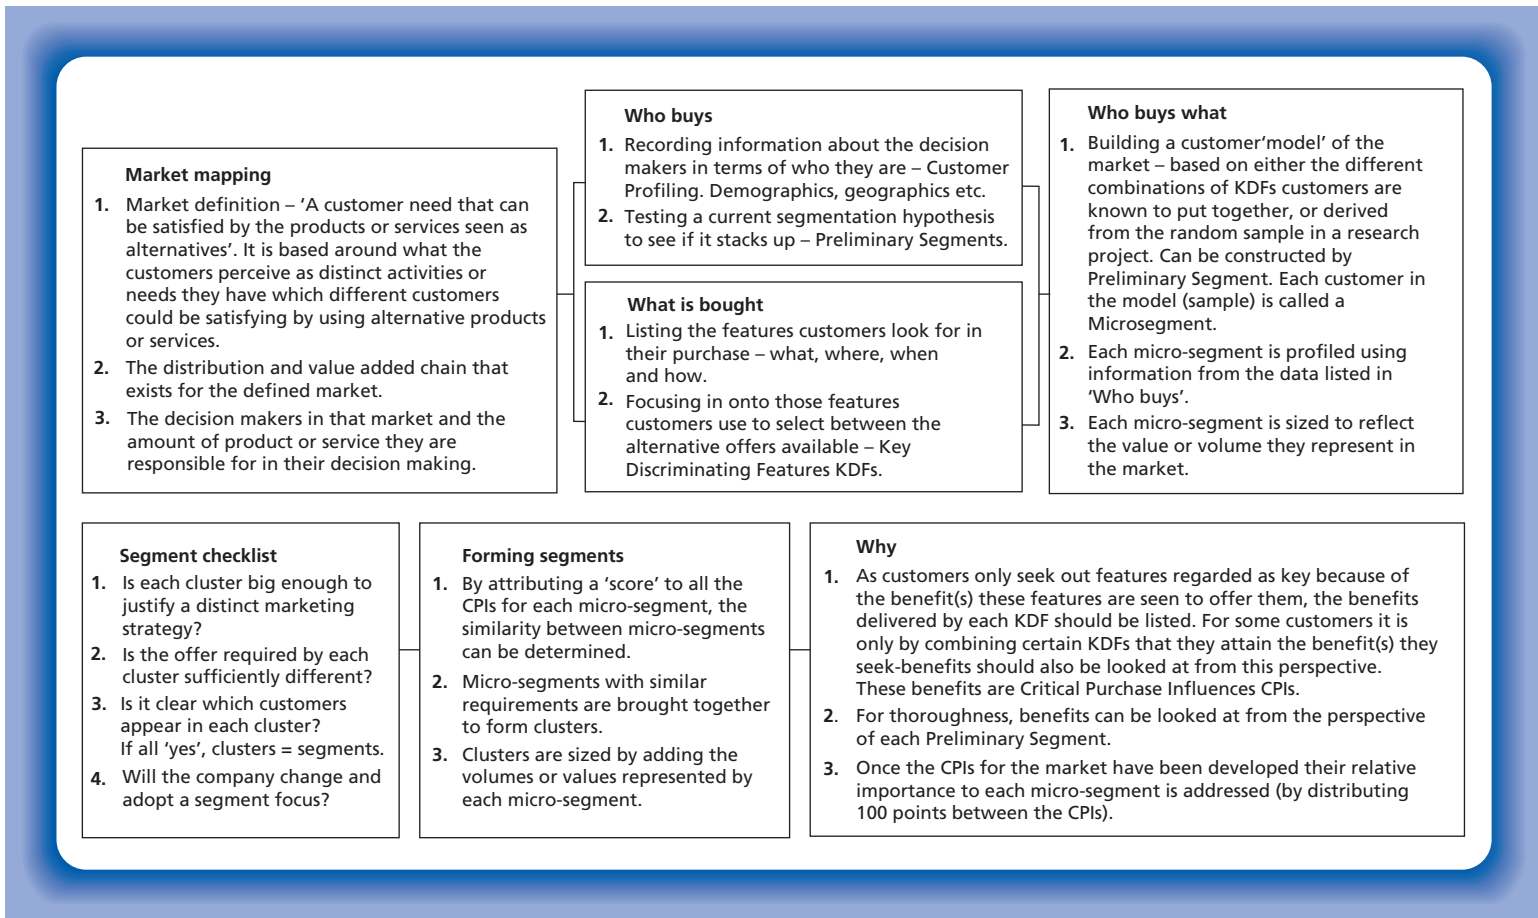 Market mapping
1. Market definition – ‘A customer need that can
be satisfied by the products or services seen as
alternatives’. It is based around what the
customers perceive as distinct activities or
needs they have which different customers
could be satisfying by using alternative products
or services.
2. The distribution and value added chain that
exists for the defined market.
3. The decision makers in that market and the
amount of product or service they are
responsible for in their decision making.
Who buys
1. Recording information about the decision
makers in terms of who they are – Customer
Profiling. Demographics, geographics etc.
2. Testing a current segmentation hypothesis
to see if it stacks up – Preliminary Segments.
What is bought
1. Listing the features customers look for in
their purchase – what, where, when
and how.
2. Focusing in onto those features
customers use to select between the
alternative offers available – Key
Discriminating Features KDFs.
Who buys what
1. Building a customer‘model’ of the
market – based on either the different
combinations of KDFs customers are
known to put together, or derived
from the random sample in a research
project. Can be constructed by
Preliminary Segment. Each customer in
the model (sample) is called a
Microsegment.
2. Each micro-segment is profiled using
information from the data listed in
‘Who buys’.
3. Each micro-segment is sized to reflect
the value or volume they represent in
the market.
Segment checklist
1. Is each cluster big enough to
justify a distinct marketing
strategy?
2. Is the offer required by each
cluster sufficiently different?
3. Is it clear which customers
appear in each cluster?
If all ‘yes’, clusters = segments.
4. Will the company change and
adopt a segment focus?
Forming segments
1. By attributing a ‘score’ to all the
CPIs for each micro-segment, the
similarity between micro-segments
can be determined.
2. Micro-segments with similar
requirements are brought together
to form clusters.
3. Clusters are sized by adding the
volumes or values represented by
each micro-segment.
Why
1. As customers only seek out features regarded as key because of
the benefit(s) these features are seen to offer them, the benefits
delivered by each KDF should be listed. For some customers it is
only by combining certain KDFs that they attain the benefit(s) they
seek-benefits should also be looked at from this perspective.
These benefits are Critical Purchase Influences CPIs.
2. For thoroughness, benefits can be looked at from the perspective
of each Preliminary Segment.
3. Once the CPIs for the market have been developed their relative
importance to each micro-segment is addressed (by distributing
100 points between the CPIs).